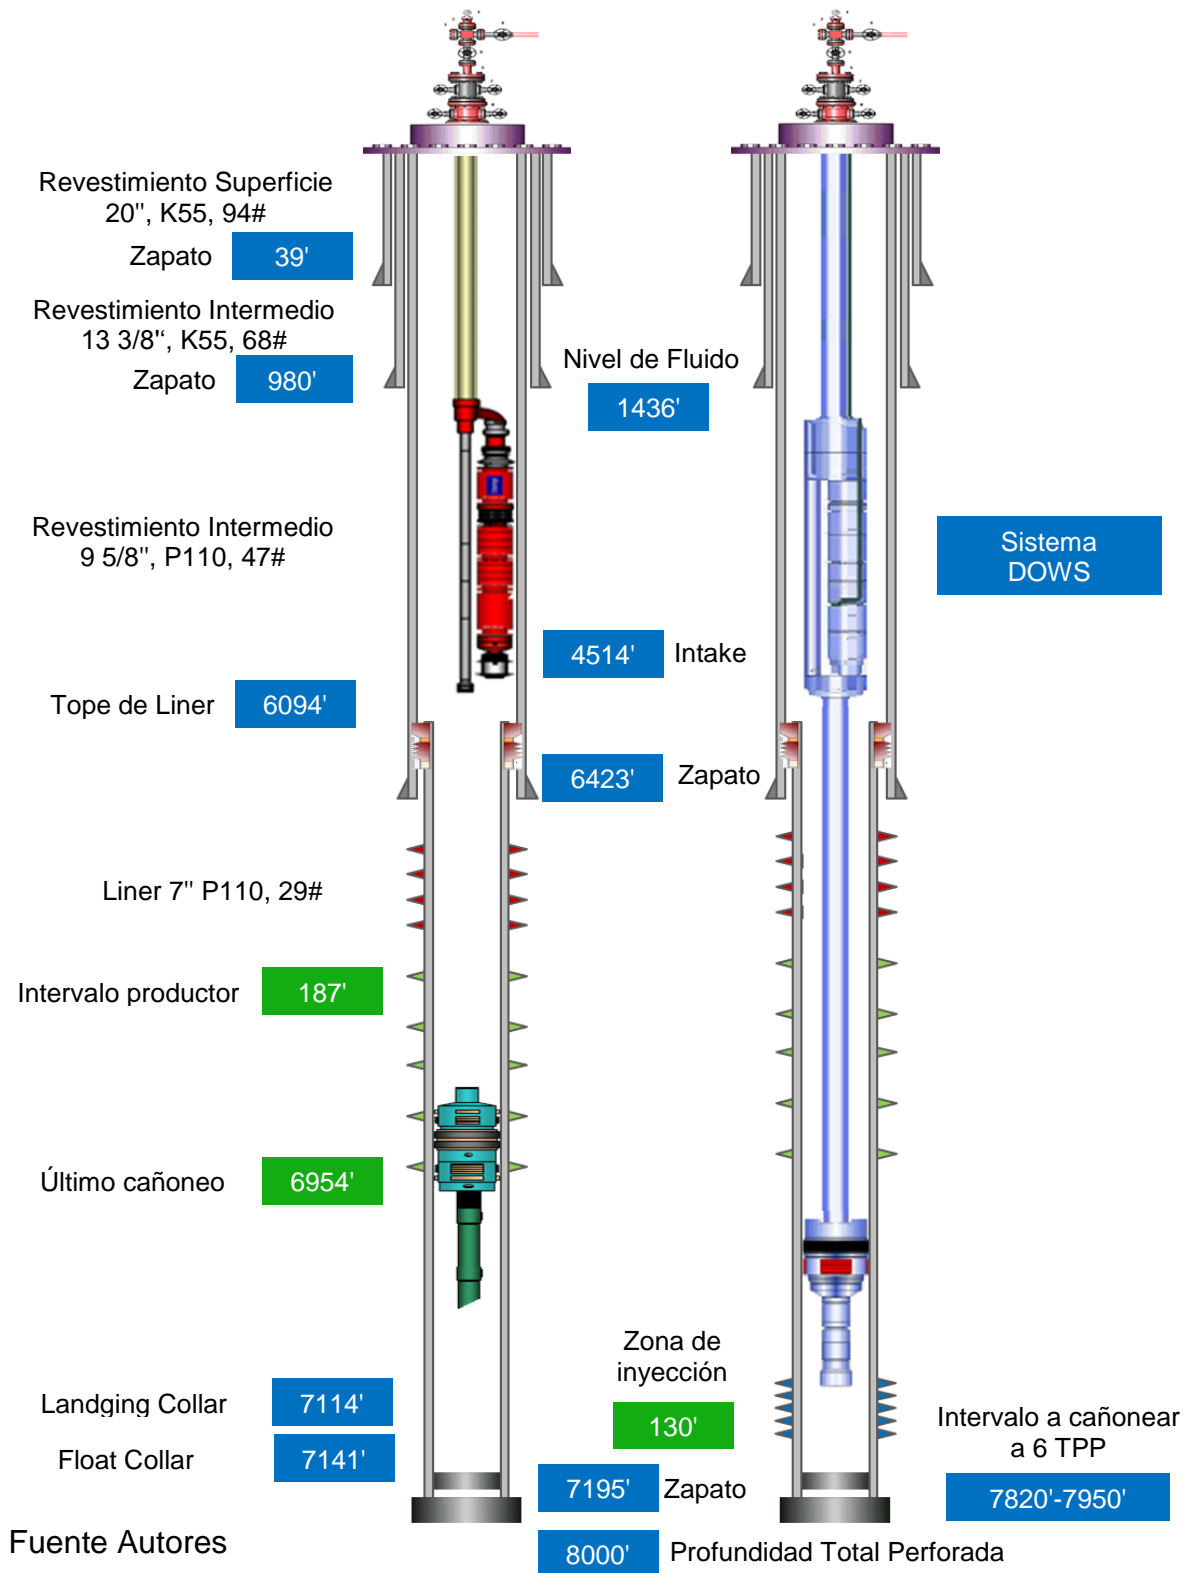 Revestimiento Superficie
20", K55, 94#
Zapato 39'
Revestimiento Intermedio
13 3/8", K55, 68#
Zapato 980'
Nivel de Fluido
1436'
Revestimiento Intermedio
9 5/8", P110, 47#
Sistema
DOWS
4514' Intake
Tope de Liner 6094'
6423' Zapato
Liner 7" P110, 29#
Intervalo productor 187'
Último cañoneo 6954'
Zona de
inyección
130'
Landging Collar 7114'
Float Collar 7141'
Intervalo a cañonear
a 6 TPP
7820'-7950'
7195' Zapato
Fuente Autores
8000' Profundidad Total Perforada